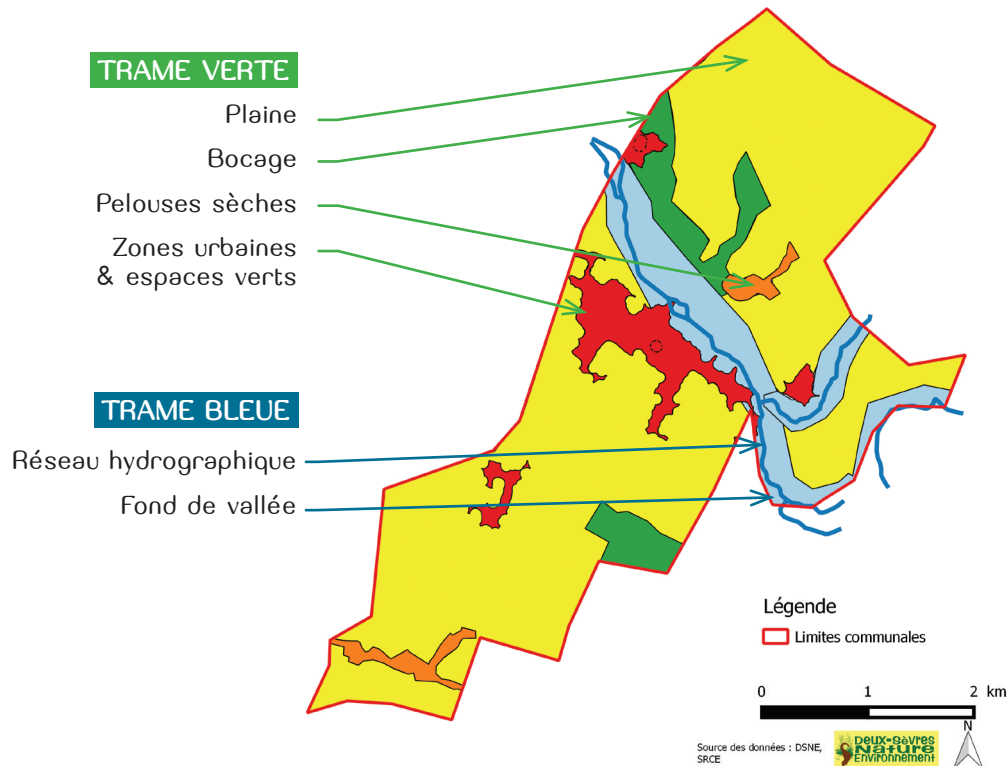 TRAME VERTE
Plaine
Bocage
Pelouses sèches
Zones urbaines
& espaces verts
TRAME BLEUE
Réseau hydrographique
Fond de vallée
Légende
Limites communales
0 1 2 km
N
Source des données : DSNE,
SRCE
Deux-Sèvres
Nature
Environnement